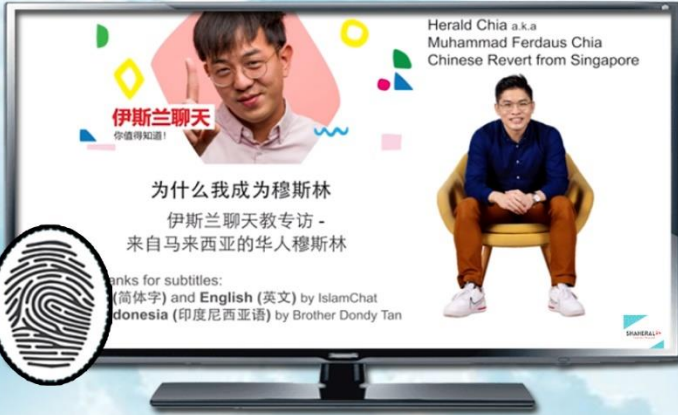 Herald Chia a.k.a
Muhammad Ferdaus Chia
Chinese Revert from Singapore
伊斯兰聊天
你值得知道!
为什么我成为穆斯林
伊斯兰聊天教专访 -
来自马来西亚的华人穆斯林
anks for subtitles:
(简体字) and English (英文) by IslamChat
donesia (印度尼西亚语) by Brother Dondy Tan
SHAHERALI